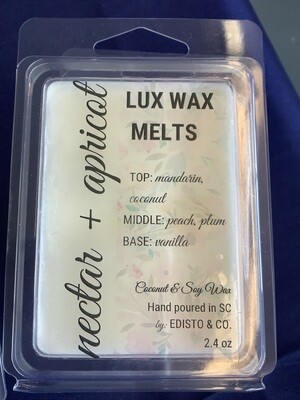 nectar + apricot
LUX WAX
MELTS
TOP: mandarin,
coconut
MIDDLE: peach, plum
BASE: vanilla
Coconut & Soy Wax
Hand poured in SC
by: EDISTO & CO.
2.4 oz